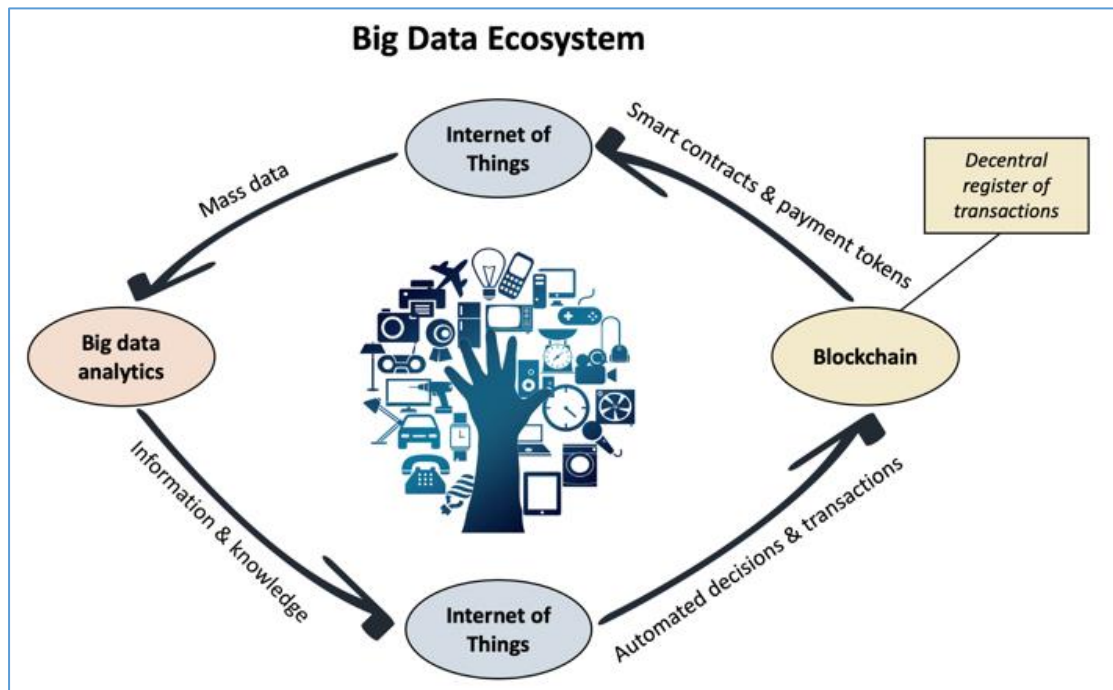 Big Data Ecosystem
Internet of
Things
Smart contracts & payment tokens
Decentral
register of
transactions
Mass data
Big data
analytics
Blockchain
Information & knowledge
Automated decisions & transactions
Internet of
Things